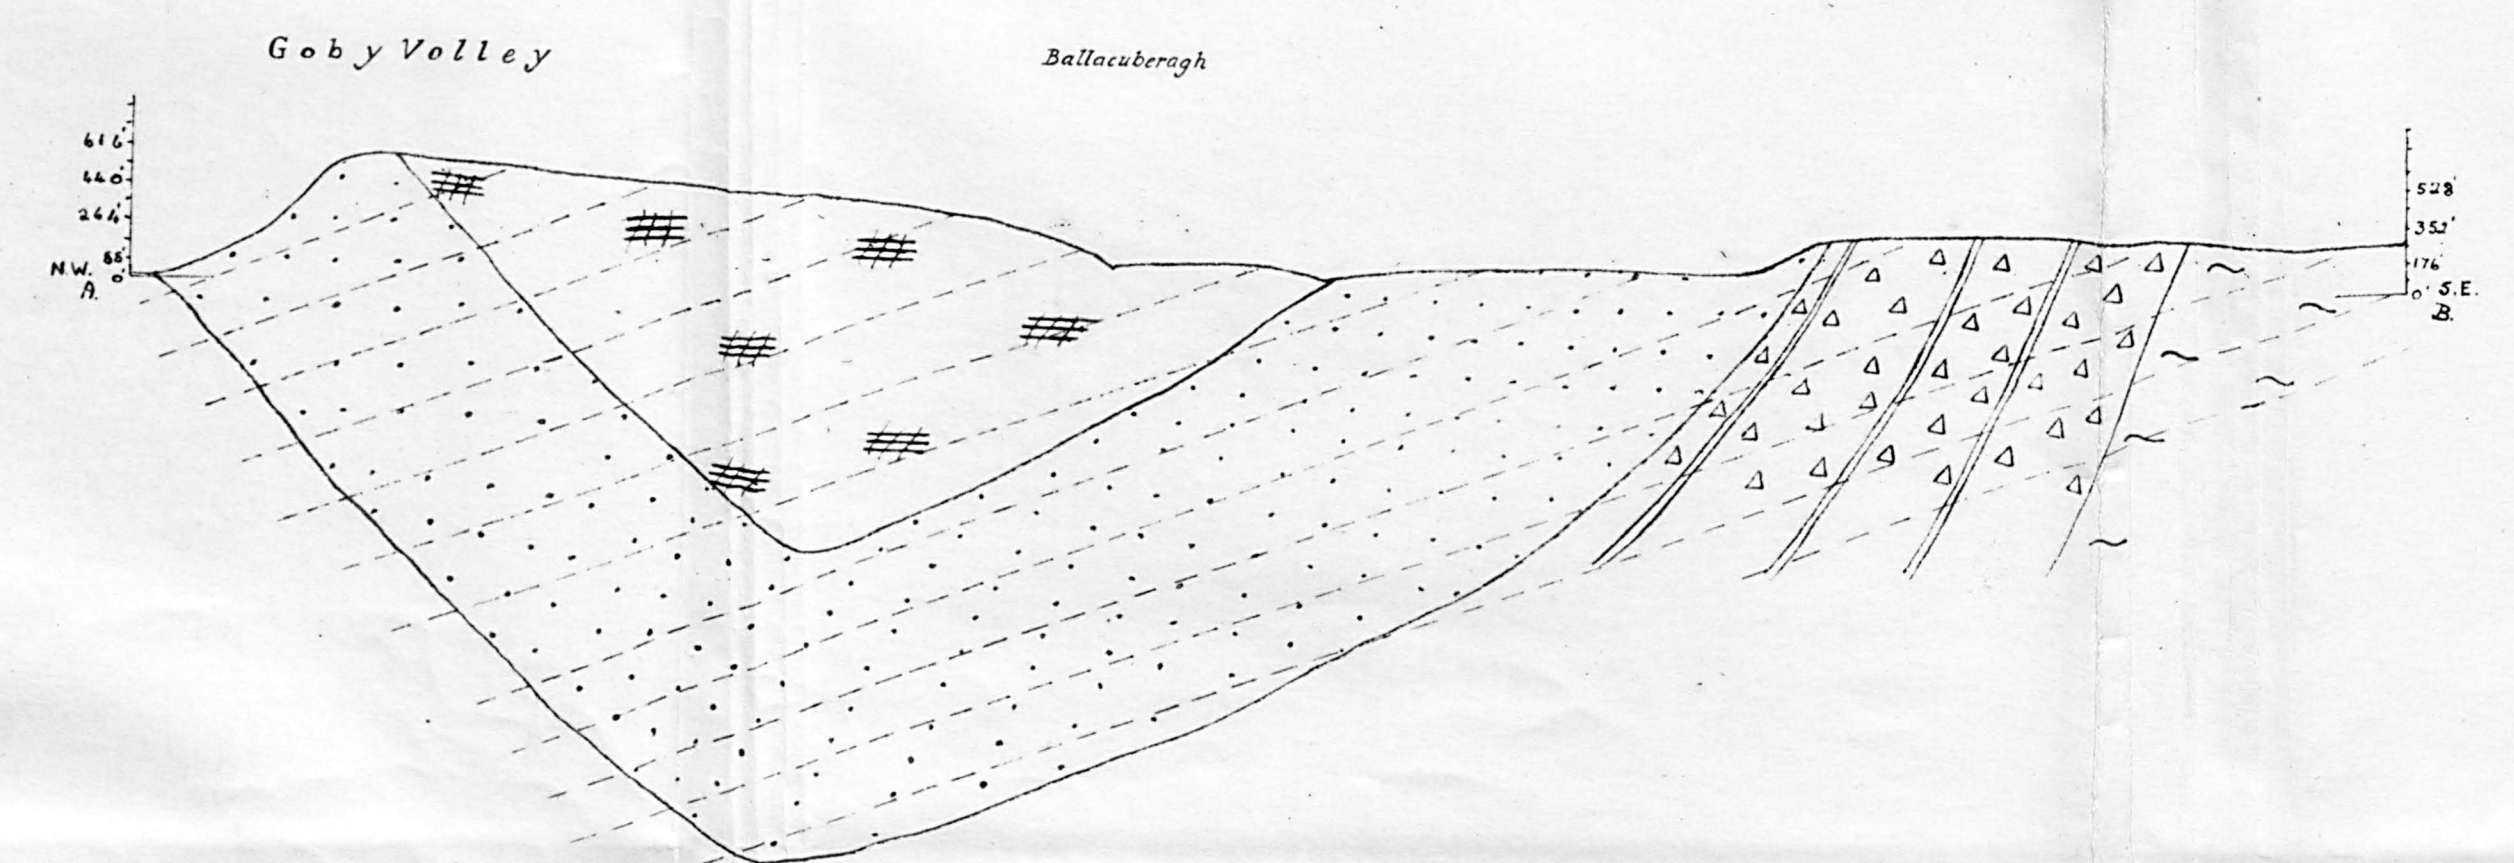 Goby Volley
Ballacuberagh
616'
440'
264'
88'
0'
N.W.
A.
528'
352'
176'
0' S.E.
B.